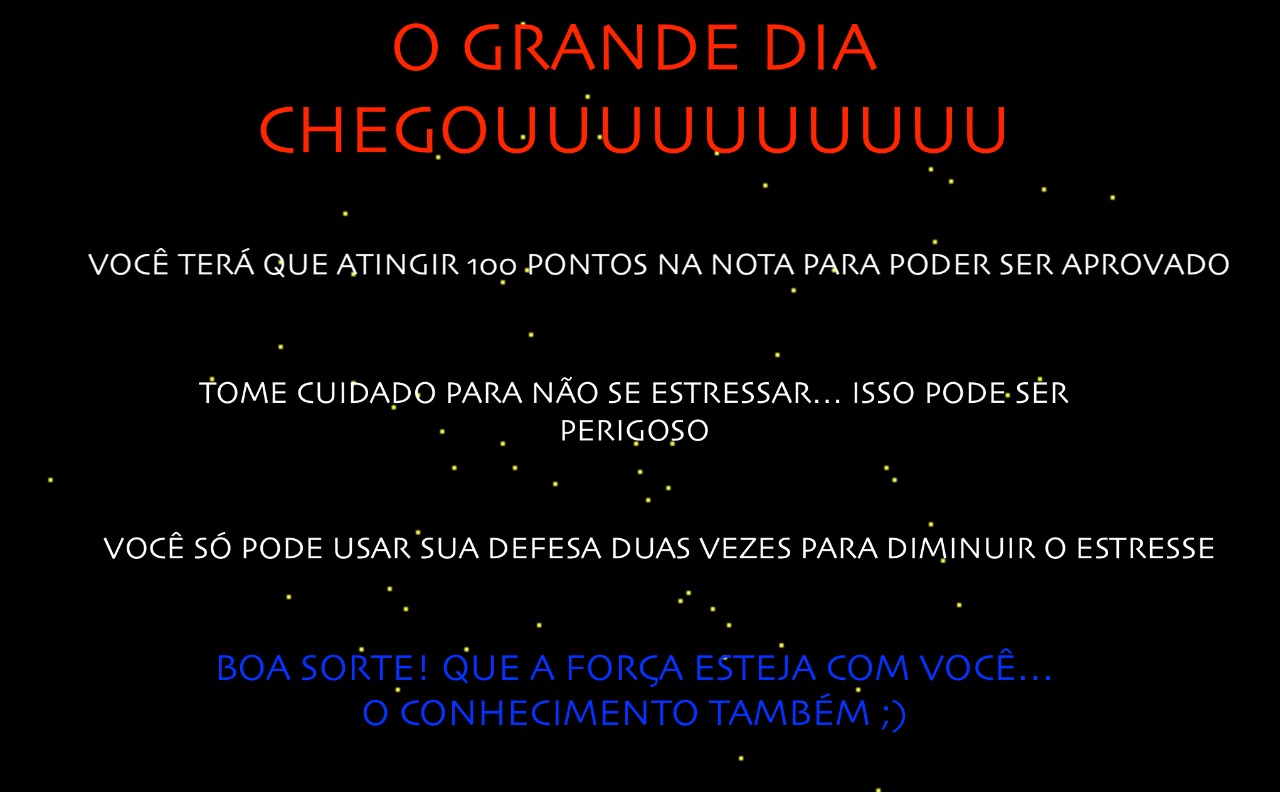 O GRANDE DIA
CHEGOUUUUUUUUUUU
VOCÊ TERÁ QUE ATINGIR 100 PONTOS NA NOTA PARA PODER SER APROVADO
TOME CUIDADO PARA NÃO SE ESTRESSAR... ISSO PODE SER
PERIGOSO
VOCÊ SÓ PODE USAR SUA DEFESA DUAS VEZES PARA DIMINUIR O ESTRESSE
BOA SORTE! QUE A FORÇA ESTEJA COM VOCÊ...
O CONHECIMENTO TAMBÉM ;)